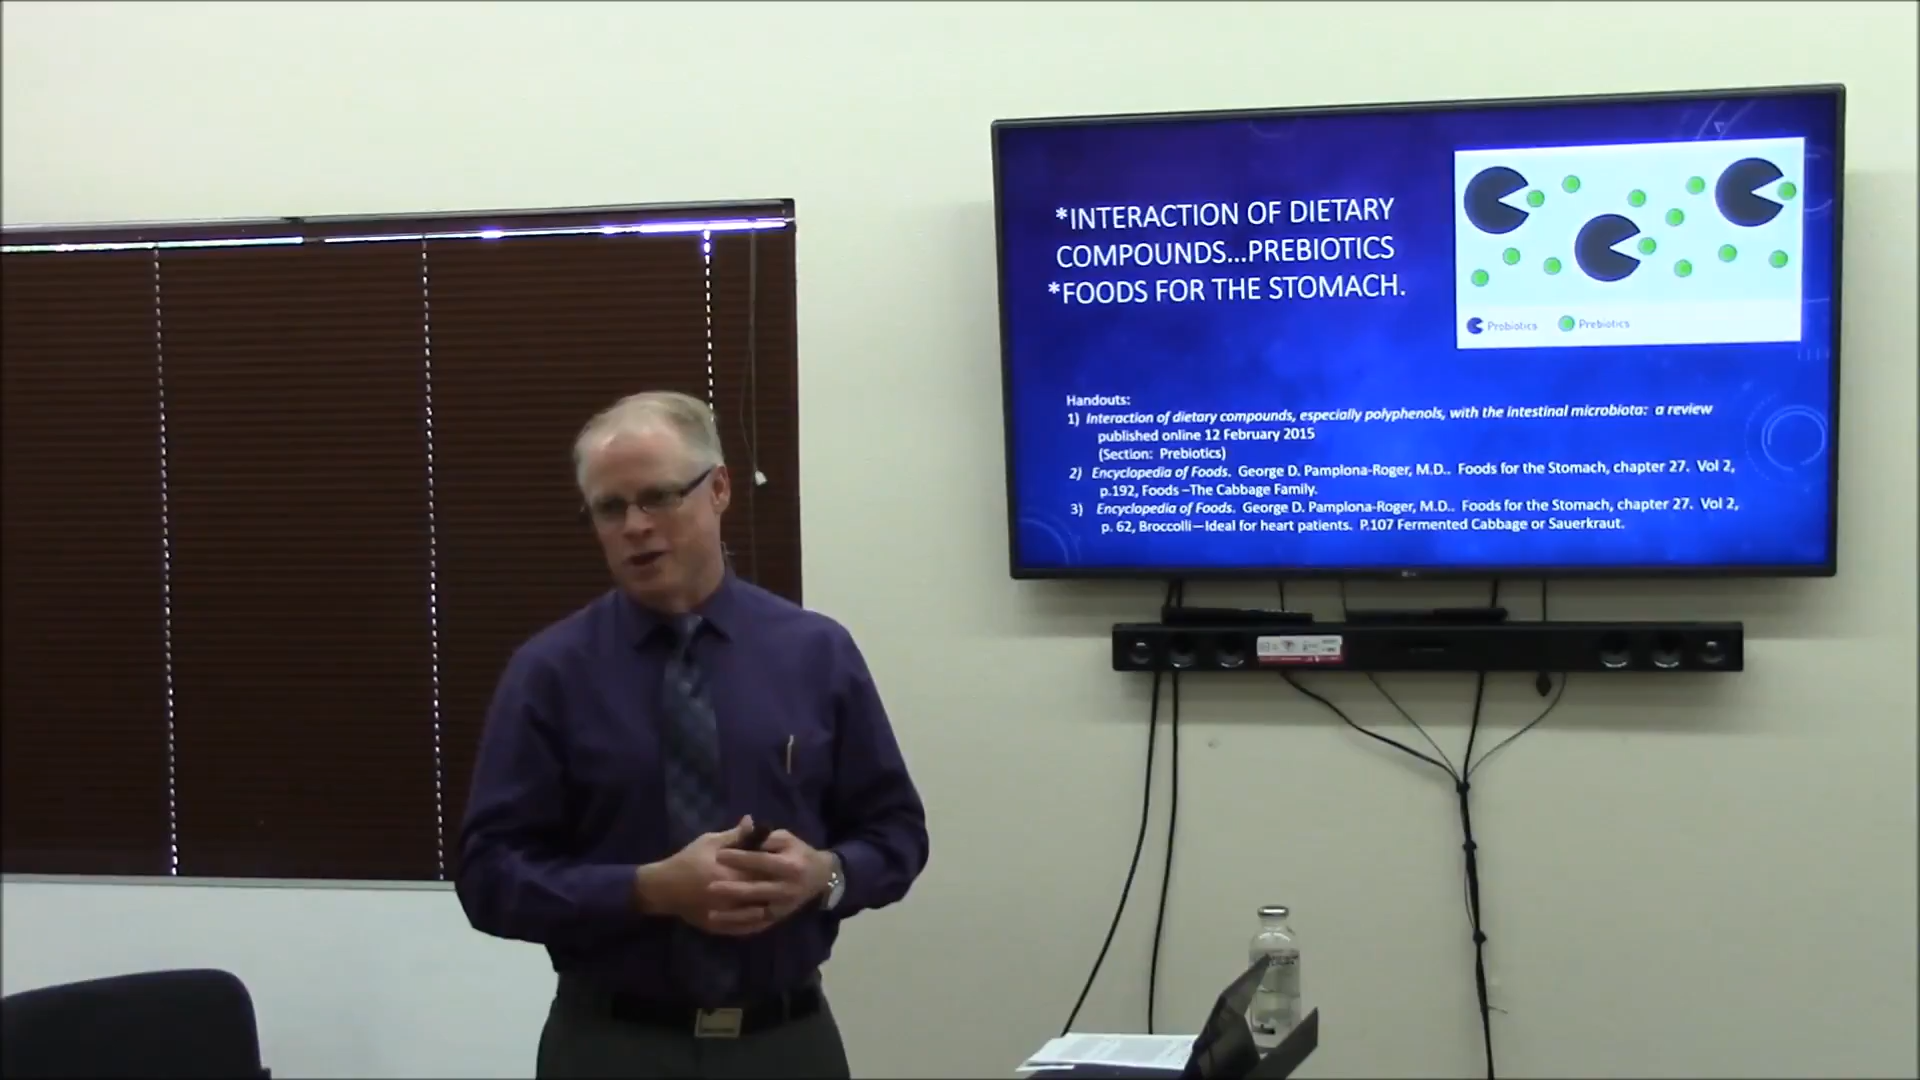 *INTERACTION OF DIETARY
COMPOUNDS...PREBIOTICS
*FOODS FOR THE STOMACH.
Probiotics
Prebiotics
Handouts:
1) Interaction of dietary compounds, especially polyphenols, with the intestinal microbiota: a review
published online 12 February 2015
(Section: Prebiotics)
2) Encyclopedia of Foods. George D. Pamplona-Roger, M.D.. Foods for the Stomach, chapter 27. Vol 2,
p.192, Foods –The Cabbage Family.
3) Encyclopedia of Foods. George D. Pamplona-Roger, M.D.. Foods for the Stomach, chapter 27. Vol 2,
p. 62, Broccolli—Ideal for heart patients. P.107 Fermented Cabbage or Sauerkraut.
LG